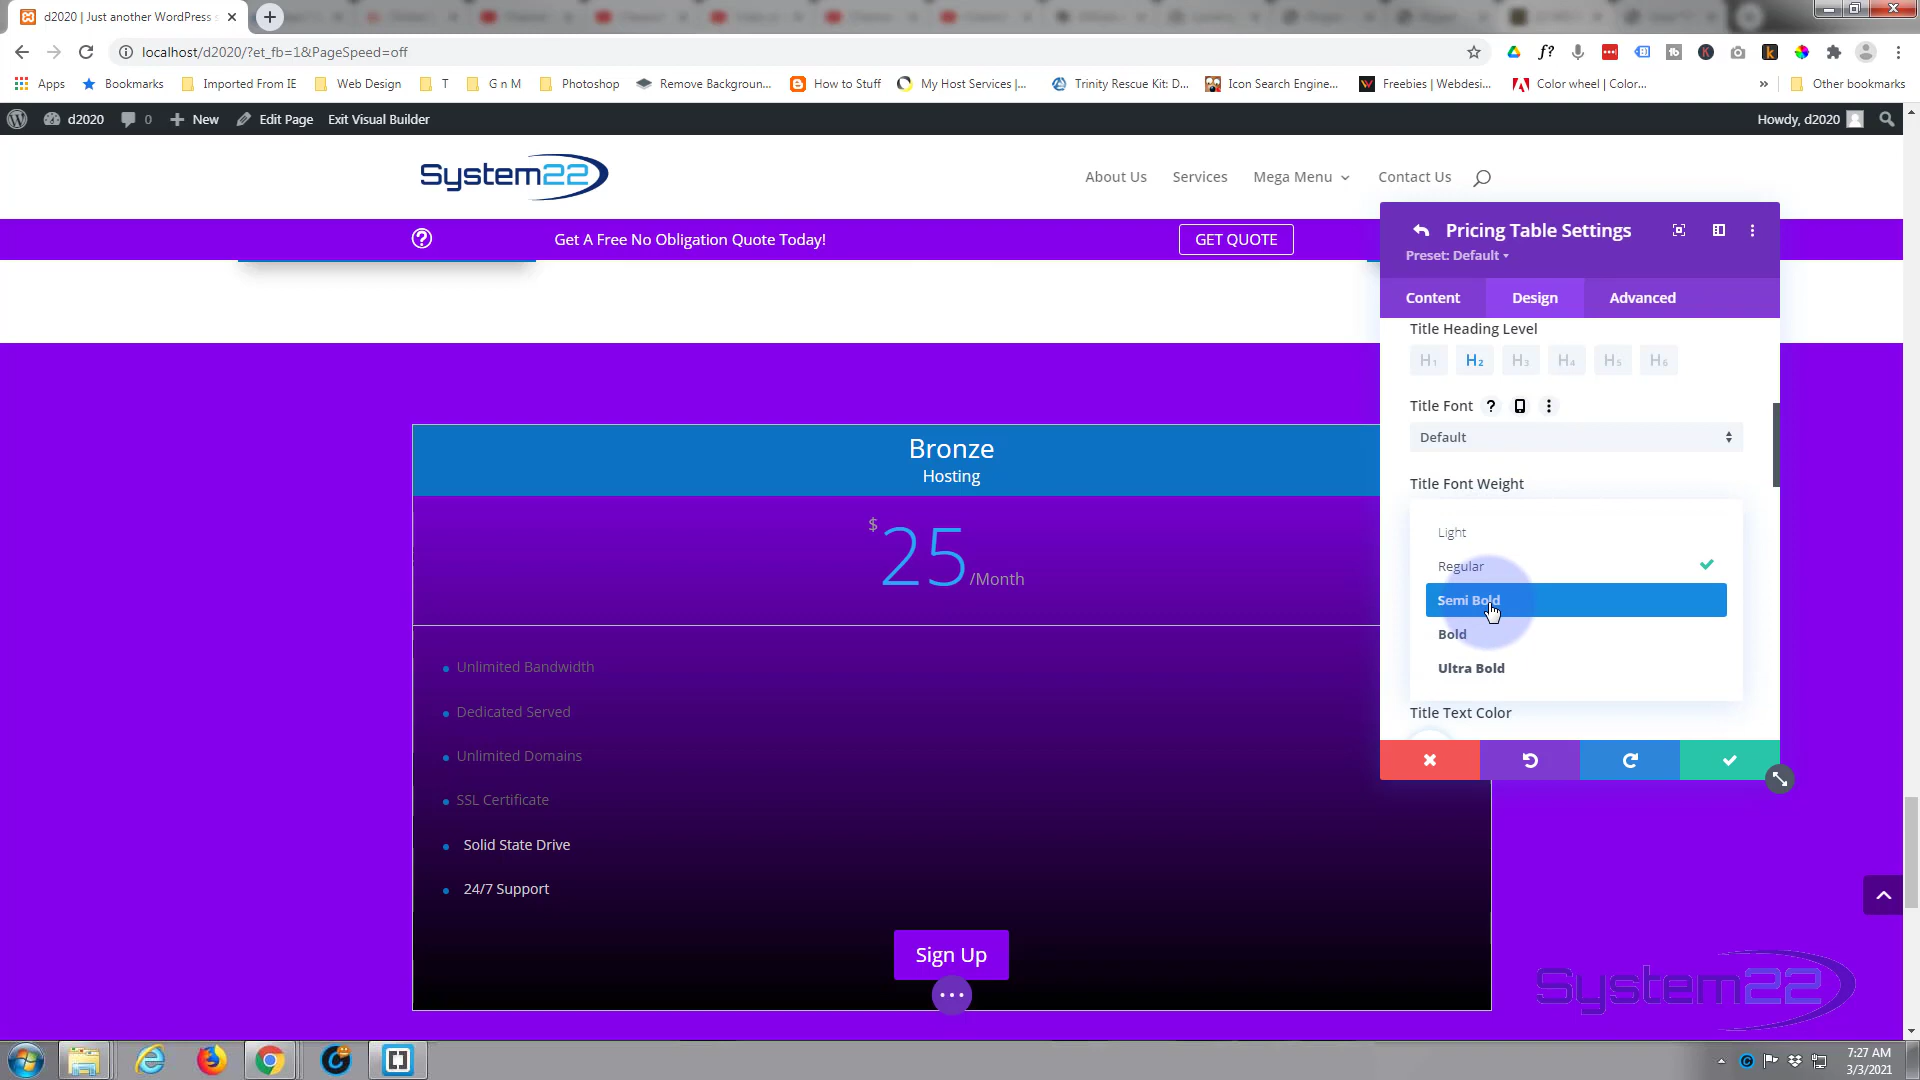 d2020 | Just another WordPress s
localhost/d2020/?et_fb=1&PageSpeed=off
Apps Bookmarks Imported From IE Web Design T G n M Photoshop Remove Backgroun... How to Stuff My Host Services |... Trinity Rescue Kit: D... Icon Search Engine... Freebies | Webdesi... Color wheel | Color... » Other bookmarks
d2020 0 New Edit Page Exit Visual Builder Howdy, d2020
System22
About Us Services Mega Menu Contact Us
Get A Free No Obligation Quote Today! GET QUOTE
Pricing Table Settings
Preset: Default
Content Design Advanced
Title Heading Level
H1 H2 H3 H4 H5 H6
Title Font ?
Default
Title Font Weight
Light
Regular
Semi Bold
Bold
Ultra Bold
Title Text Color
Bronze
Hosting
$25/Month
Unlimited Bandwidth
Dedicated Served
Unlimited Domains
SSL Certificate
Solid State Drive
24/7 Support
Sign Up
System22
7:27 AM
3/3/2021